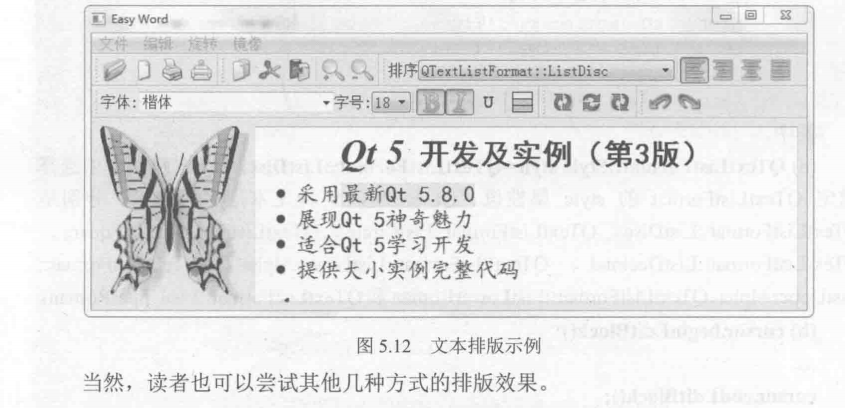 Easy Word
文件 编辑 旋转 镜像
排序 QTextListFormat::ListDisc
字体: 楷体 字号: 18 B I U
Qt 5 开发及实例（第3版）
• 采用最新Qt 5.8.0
• 展现Qt 5神奇魅力
• 适合Qt 5学习开发
• 提供大小实例完整代码
•
图 5.12 文本排版示例
当然，读者也可以尝试其他几种方式的排版效果。